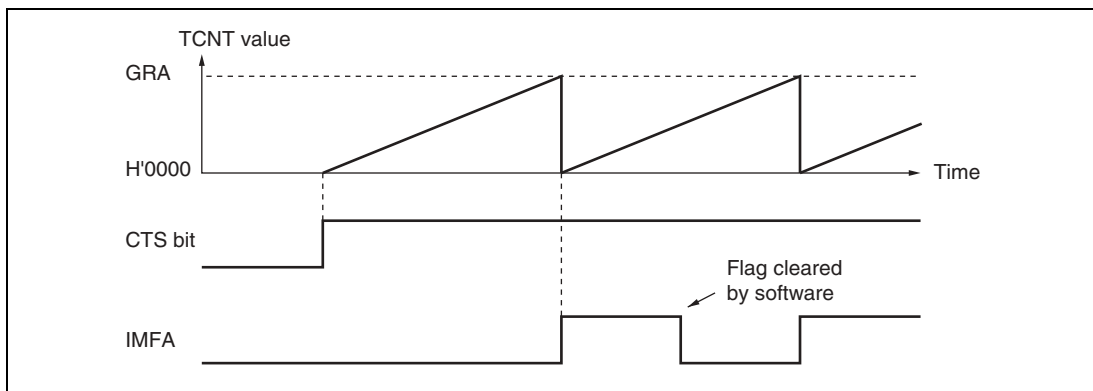 TCNT value
GRA
H'0000
Time
CTS bit
Flag cleared
by software
IMFA